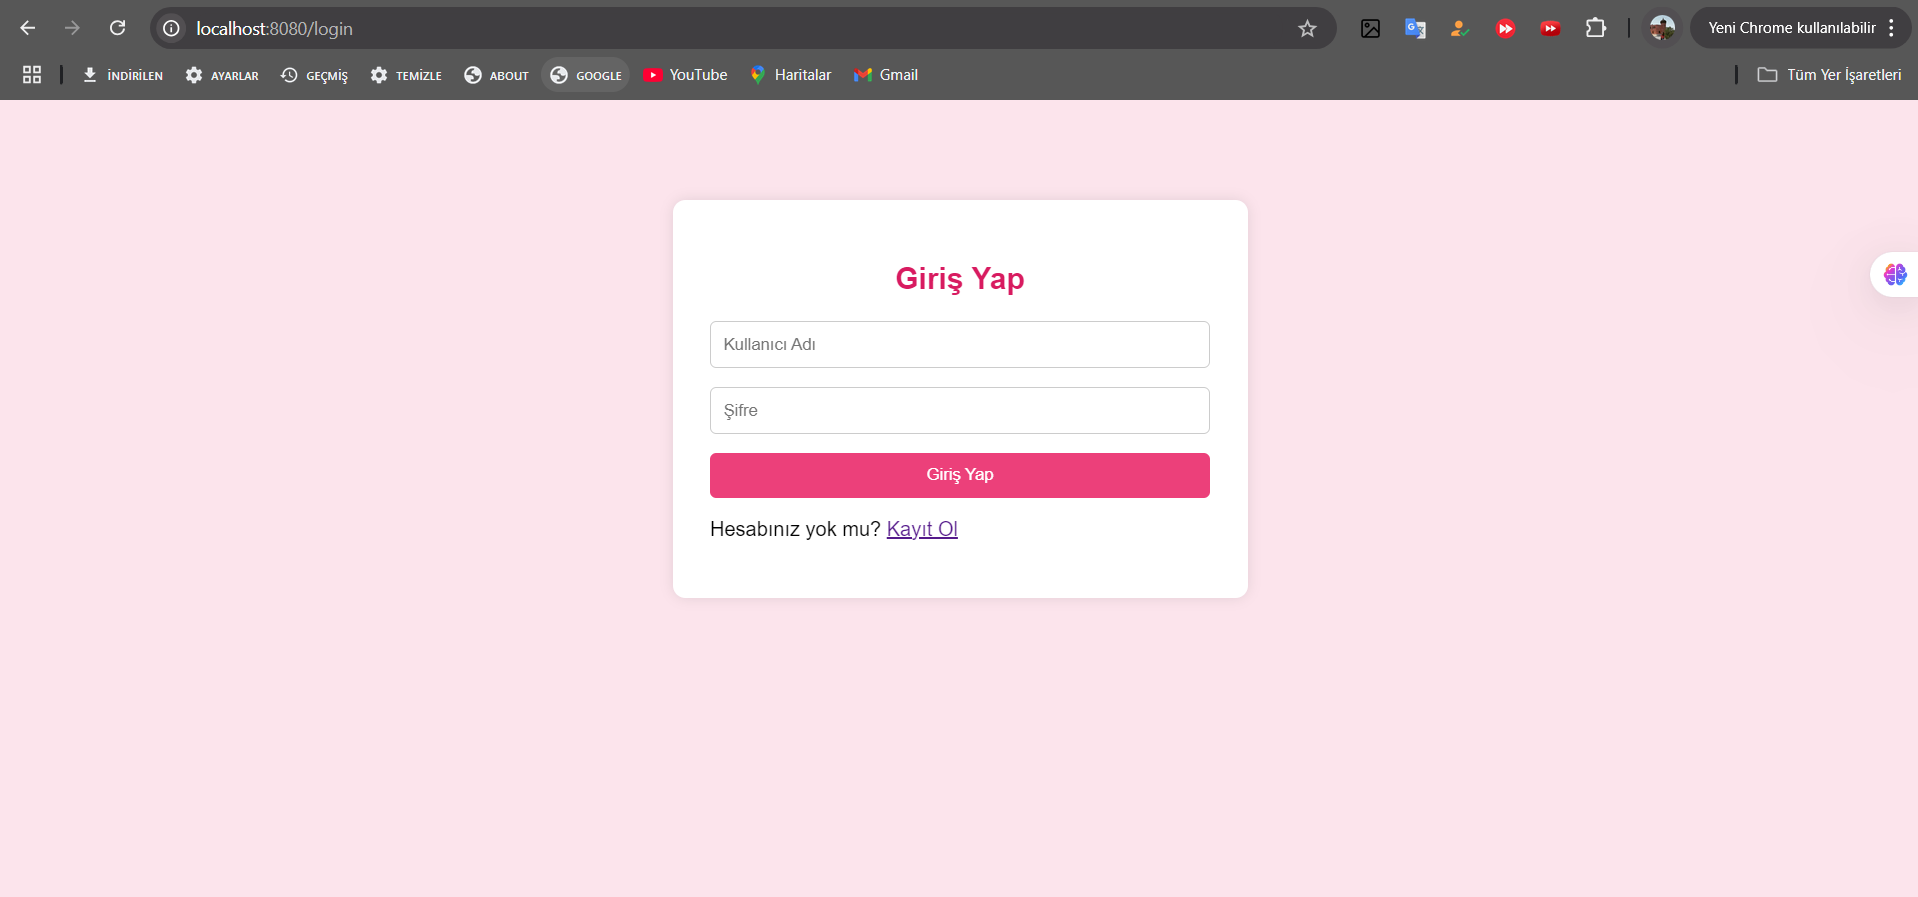 localhost:8080/login
Yeni Chrome kullanılabilir
İNDİRİLEN AYARLAR GEÇMİŞ TEMİZLE ABOUT GOOGLE YouTube Haritalar Gmail Tüm Yer İşaretleri
Giriş Yap
Kullanıcı Adı
Şifre
Giriş Yap
Hesabınız yok mu? Kayıt Ol